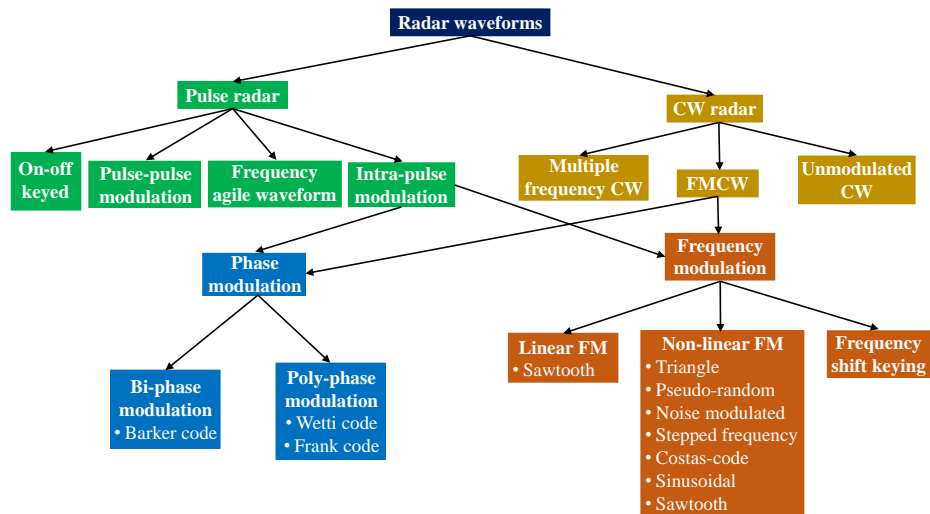 Radar waveforms
Pulse radar
CW radar
On-off
keyed
Pulse-pulse
modulation
Frequency
agile waveform
Intra-pulse
modulation
Multiple
frequency CW
FMCW
Unmodulated
CW
Phase
modulation
Frequency
modulation
Linear FM
• Sawtooth
Non-linear FM
• Triangle
• Pseudo-random
• Noise modulated
• Stepped frequency
• Costas-code
• Sinusoidal
• Sawtooth
Frequency
shift keying
Bi-phase
modulation
• Barker code
Poly-phase
modulation
• Wetti code
• Frank code